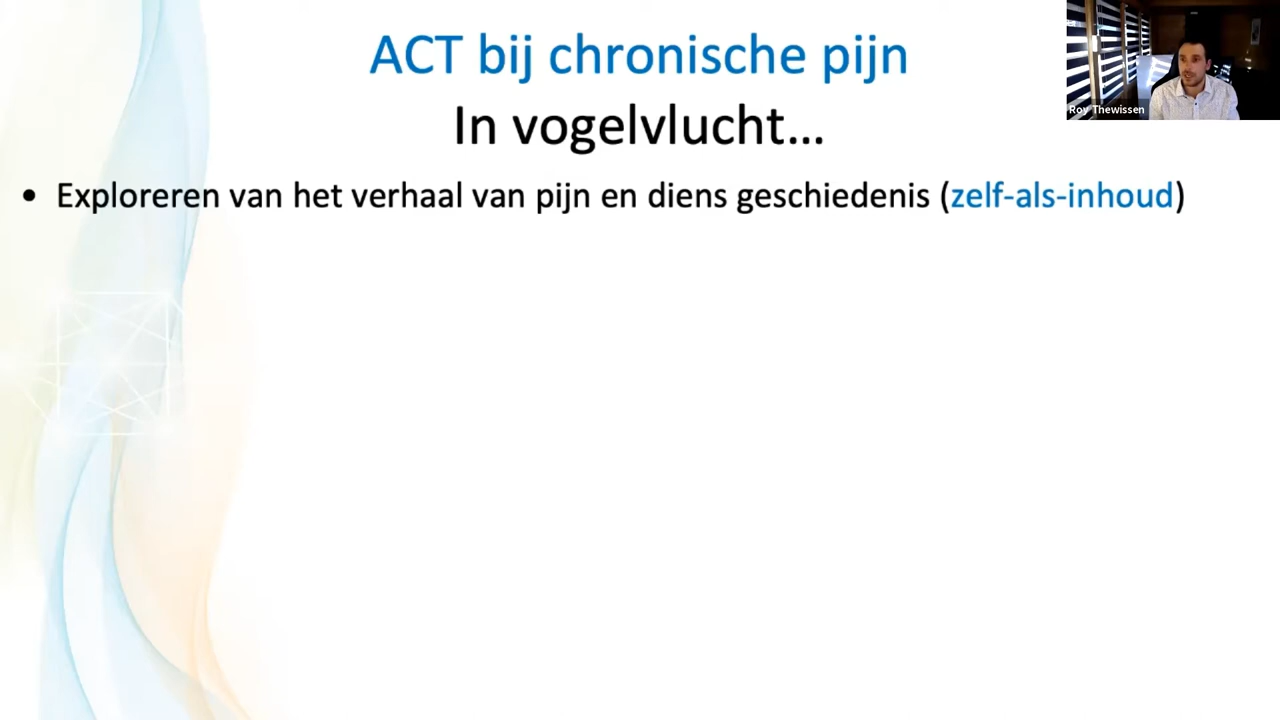 ACT bij chronische pijn
In vogelvlucht...
Roy Thewissen
• Exploreren van het verhaal van pijn en diens geschiedenis (zelf-als-inhoud)